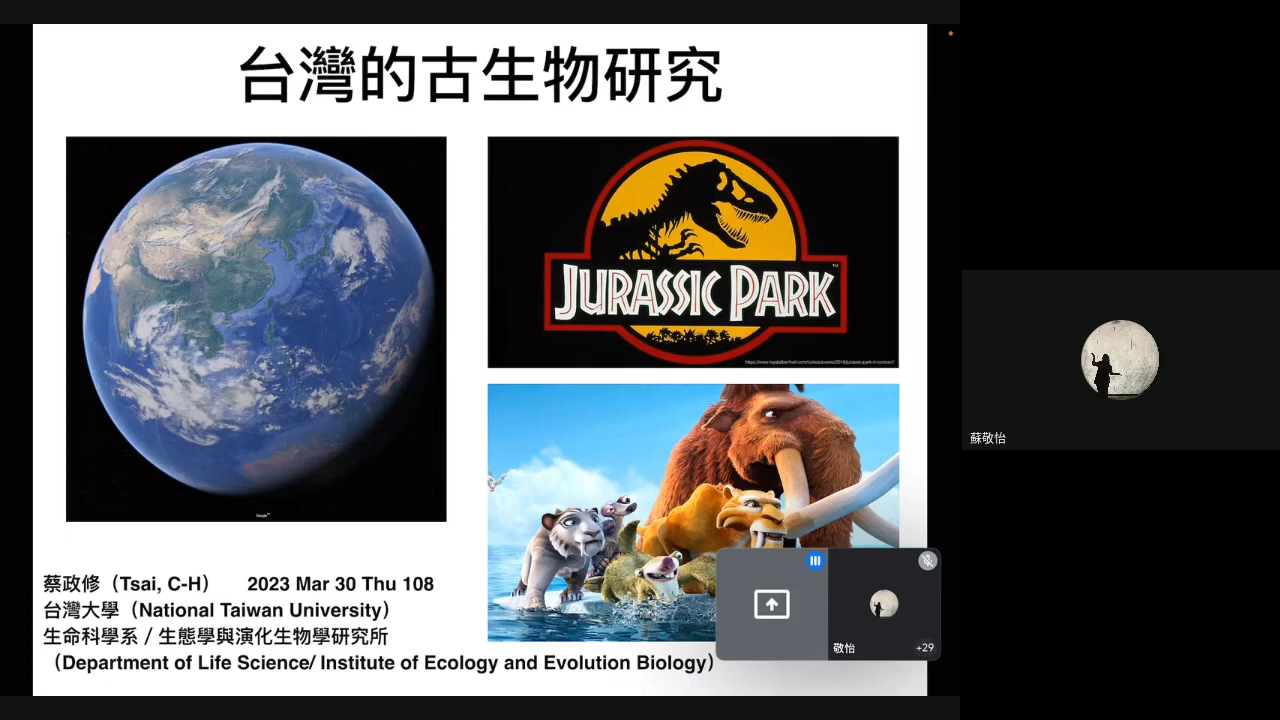 台灣的古生物研究
JURASSIC PARK
TM
Google
蔡政修（Tsai, C-H） 2023 Mar 30 Thu 108
台灣大學（National Taiwan University）
生命科學系 / 生態學與演化生物學研究所
（Department of Life Science/ Institute of Ecology and Evolution Biology）
敬怡
+29
蘇敬怡